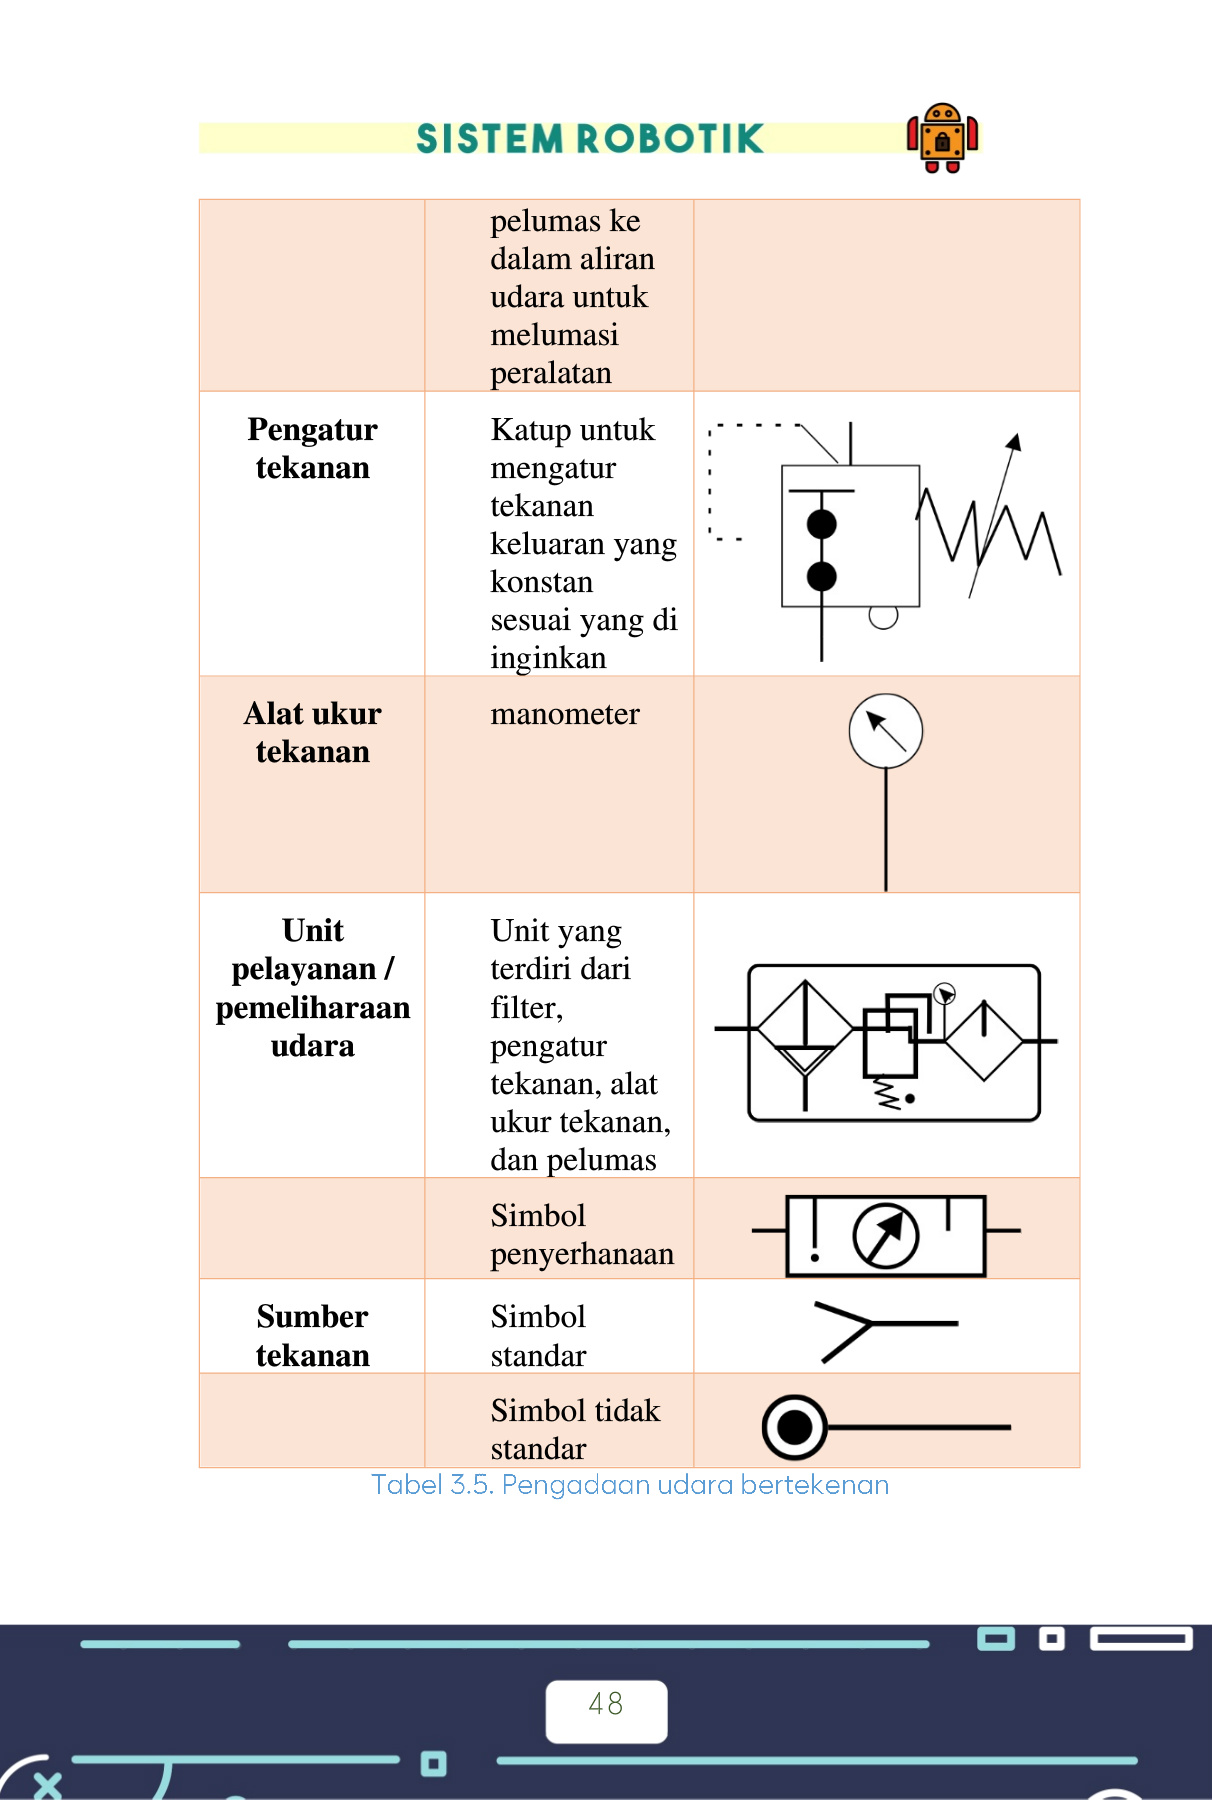 SISTEM ROBOTIK
pelumas ke
dalam aliran
udara untuk
melumasi
peralatan
Pengatur
tekanan
Katup untuk
mengatur
tekanan
keluaran yang
konstan
sesuai yang di
inginkan
Alat ukur
tekanan
manometer
Unit
pelayanan /
pemeliharaan
udara
Unit yang
terdiri dari
filter,
pengatur
tekanan, alat
ukur tekanan,
dan pelumas
Simbol
penyerhanaan
Sumber
tekanan
Simbol
standar
Simbol tidak
standar
Tabel 3.5. Pengadaan udara bertekenan
48